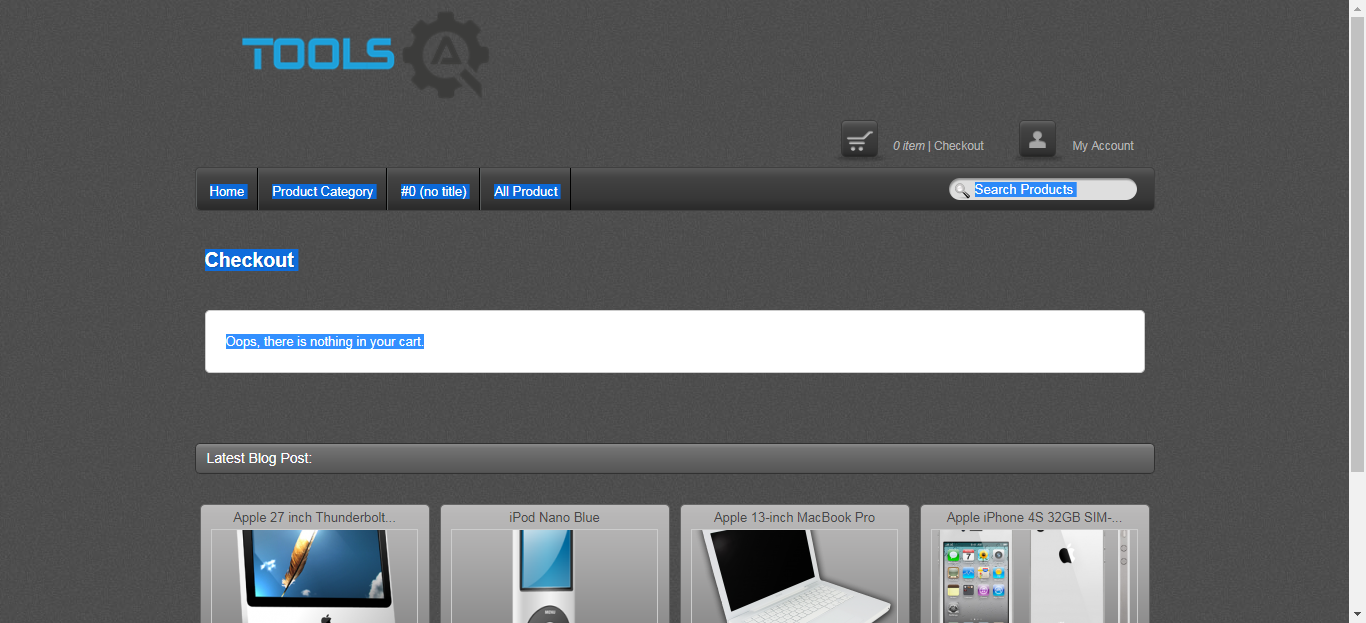 TOOLS QA
0 item | Checkout
My Account
Home
Product Category
#0 (no title)
All Product
Search Products
Checkout
Oops, there is nothing in your cart.
Latest Blog Post:
Apple 27 inch Thunderbolt...
iPod Nano Blue
Apple 13-inch MacBook Pro
Apple iPhone 4S 32GB SIM-...